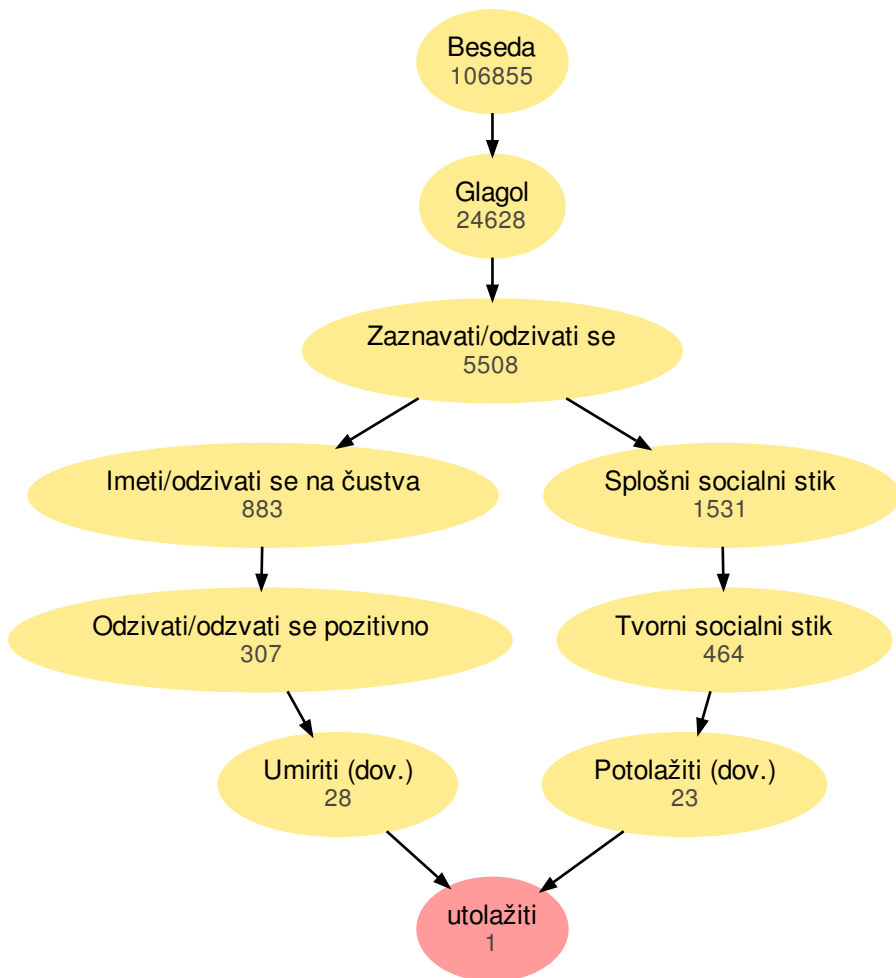 Beseda
106855
Glagol
24628
Zaznavati/odzivati se
5508
Imeti/odzivati se na čustva
883
Splošni socialni stik
1531
Odzivati/odzvati se pozitivno
307
Tvorni socialni stik
464
Umiriti (dov.)
28
Potolažiti (dov.)
23
utolažiti
1